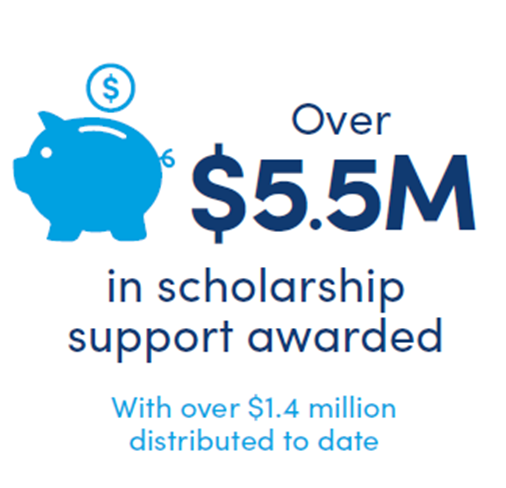 $
Over
$5.5M
in scholarship
support awarded
With over $1.4 million
distributed to date